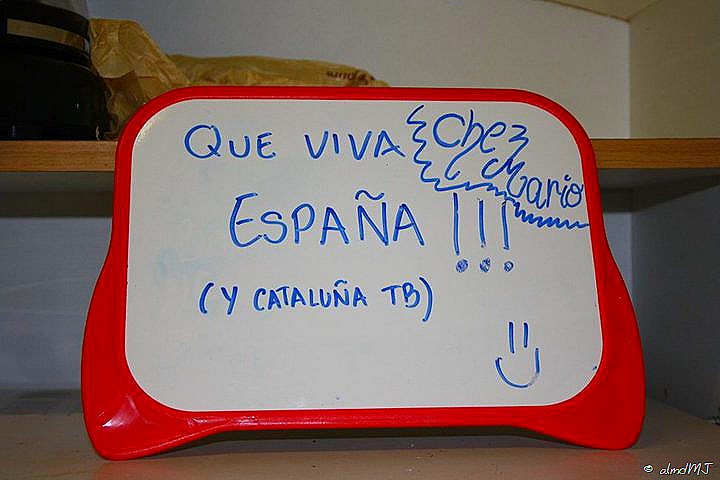 QUE VIVA
Chez
Mario
ESPAÑA !!!
(Y CATALUÑA TB)
© almdMJ